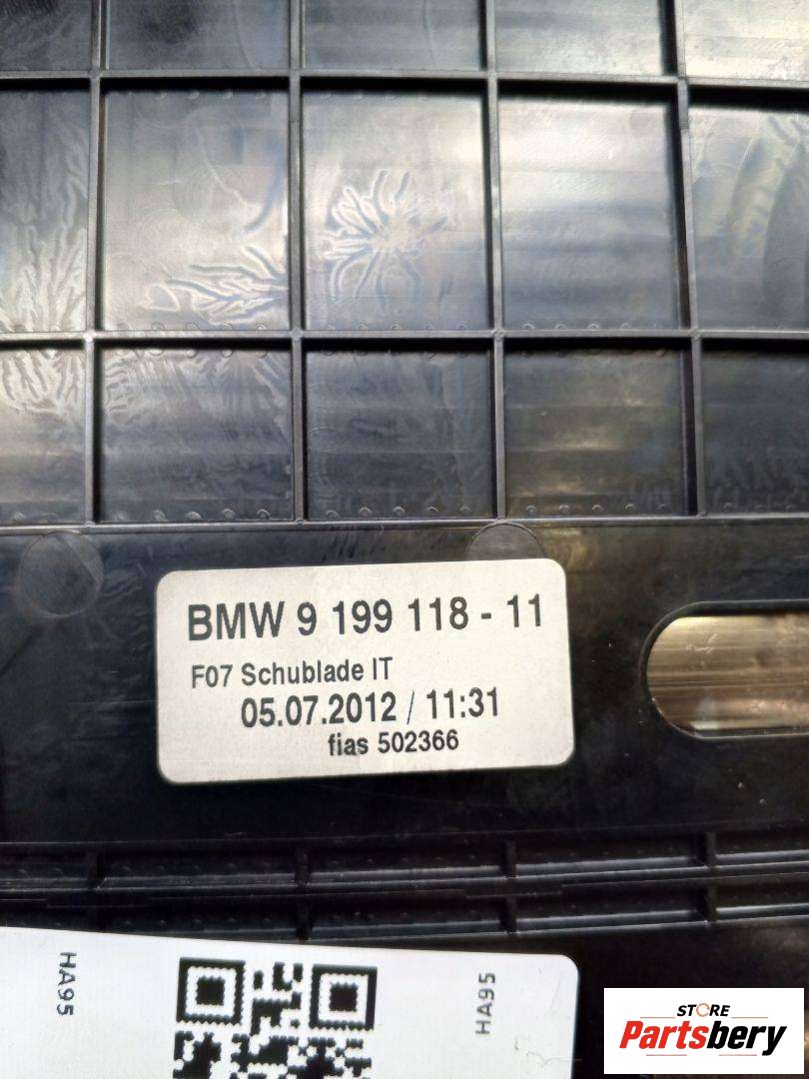 BMW 9 199 118 - 11
F07 Schublade IT
05.07.2012 / 11:31
fias 502366
HA95
HA95
STORE
Partsbery